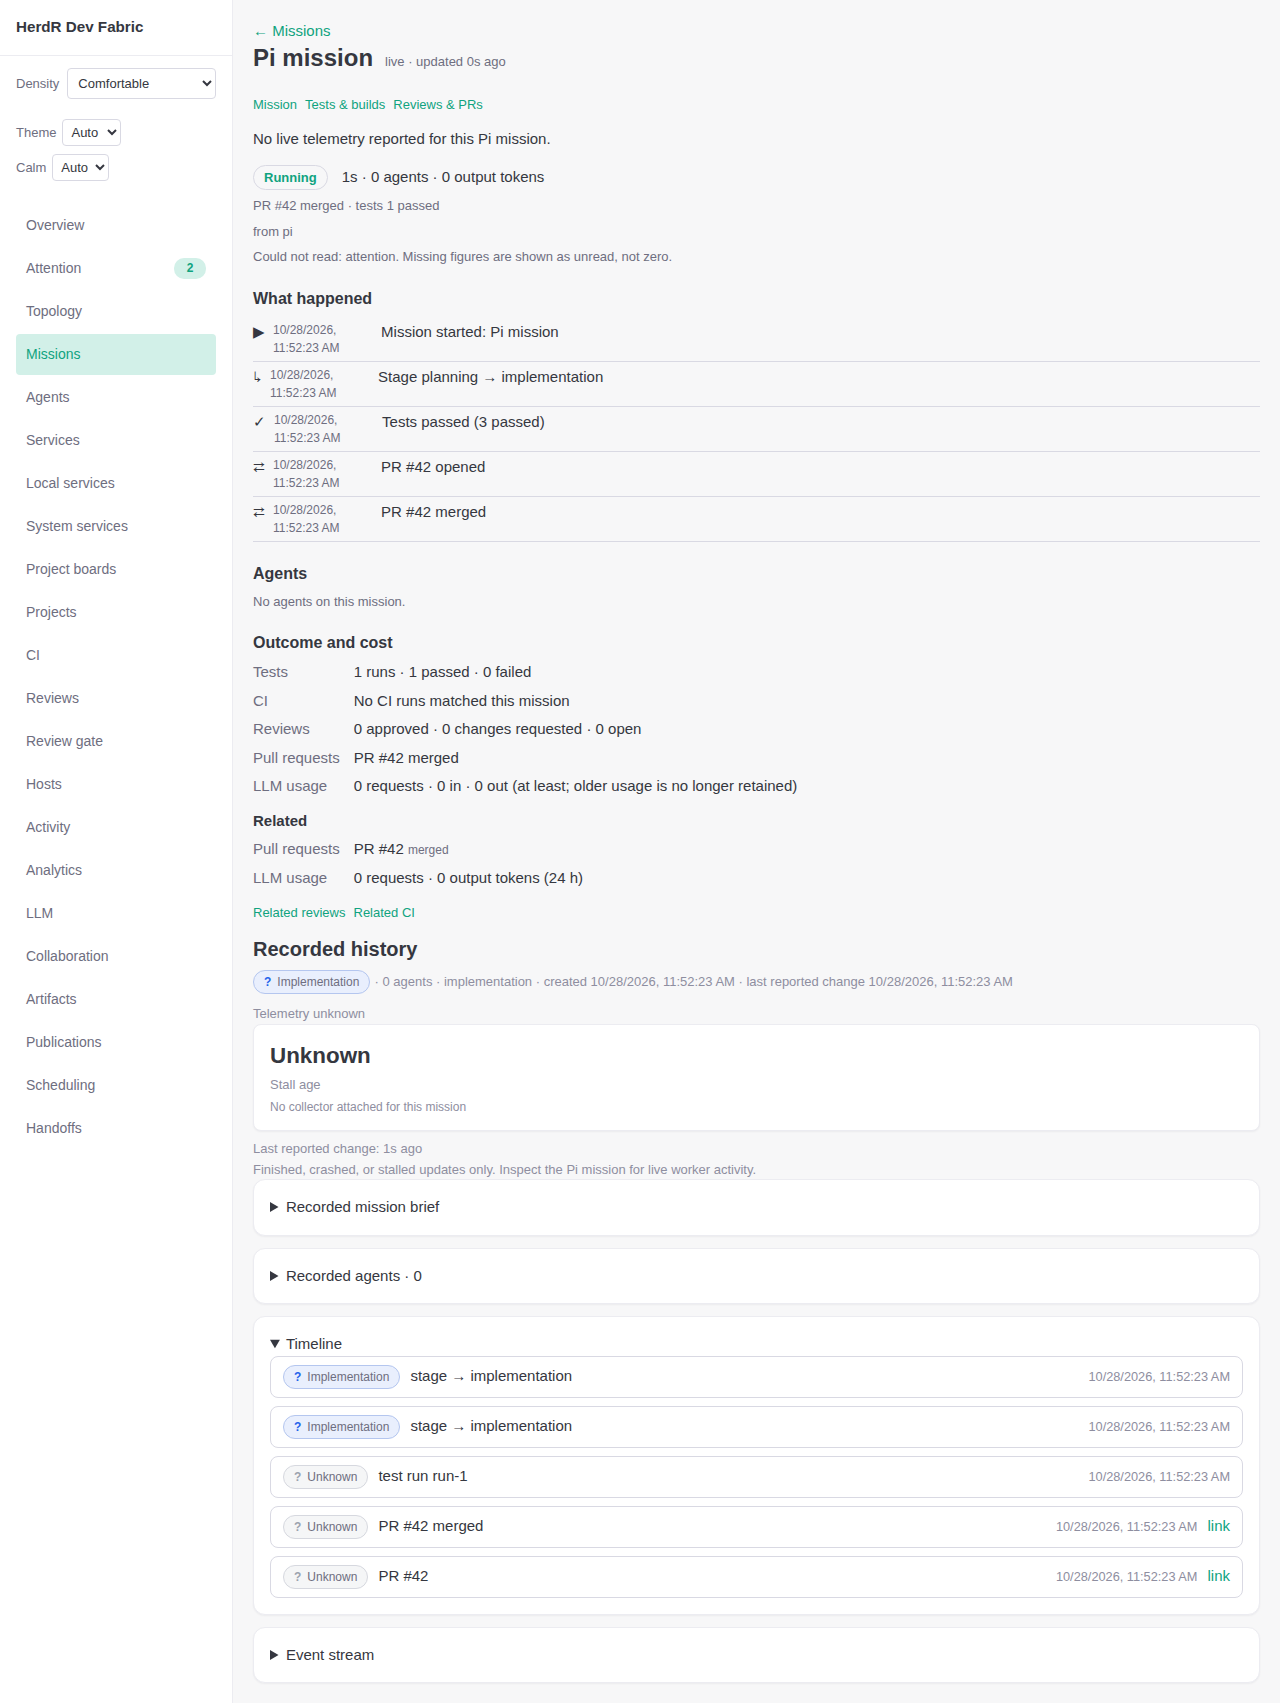 HerdR Dev Fabric
Density Comfortable
Theme Auto
Calm Auto
Overview
Attention 2
Topology
Missions
Agents
Services
Local services
System services
Project boards
Projects
CI
Reviews
Review gate
Hosts
Activity
Analytics
LLM
Collaboration
Artifacts
Publications
Scheduling
Handoffs
← Missions
Pi mission live · updated 0s ago
Mission Tests & builds Reviews & PRs
No live telemetry reported for this Pi mission.
Running 1s · 0 agents · 0 output tokens
PR #42 merged · tests 1 passed
from pi
Could not read: attention. Missing figures are shown as unread, not zero.
What happened
▶ 10/28/2026, 11:52:23 AM Mission started: Pi mission
↳ 10/28/2026, 11:52:23 AM Stage planning → implementation
✓ 10/28/2026, 11:52:23 AM Tests passed (3 passed)
⇄ 10/28/2026, 11:52:23 AM PR #42 opened
⇄ 10/28/2026, 11:52:23 AM PR #42 merged
Agents
No agents on this mission.
Outcome and cost
Tests 1 runs · 1 passed · 0 failed
CI No CI runs matched this mission
Reviews 0 approved · 0 changes requested · 0 open
Pull requests PR #42 merged
LLM usage 0 requests · 0 in · 0 out (at least; older usage is no longer retained)
Related
Pull requests PR #42 merged
LLM usage 0 requests · 0 output tokens (24 h)
Related reviews Related CI
Recorded history
? Implementation · 0 agents · implementation · created 10/28/2026, 11:52:23 AM · last reported change 10/28/2026, 11:52:23 AM
Telemetry unknown
Unknown
Stall age
No collector attached for this mission
Last reported change: 1s ago
Finished, crashed, or stalled updates only. Inspect the Pi mission for live worker activity.
▶ Recorded mission brief
▶ Recorded agents · 0
▼ Timeline
? Implementation stage → implementation 10/28/2026, 11:52:23 AM
? Implementation stage → implementation 10/28/2026, 11:52:23 AM
? Unknown test run run-1 10/28/2026, 11:52:23 AM
? Unknown PR #42 merged 10/28/2026, 11:52:23 AM link
? Unknown PR #42 10/28/2026, 11:52:23 AM link
▶ Event stream